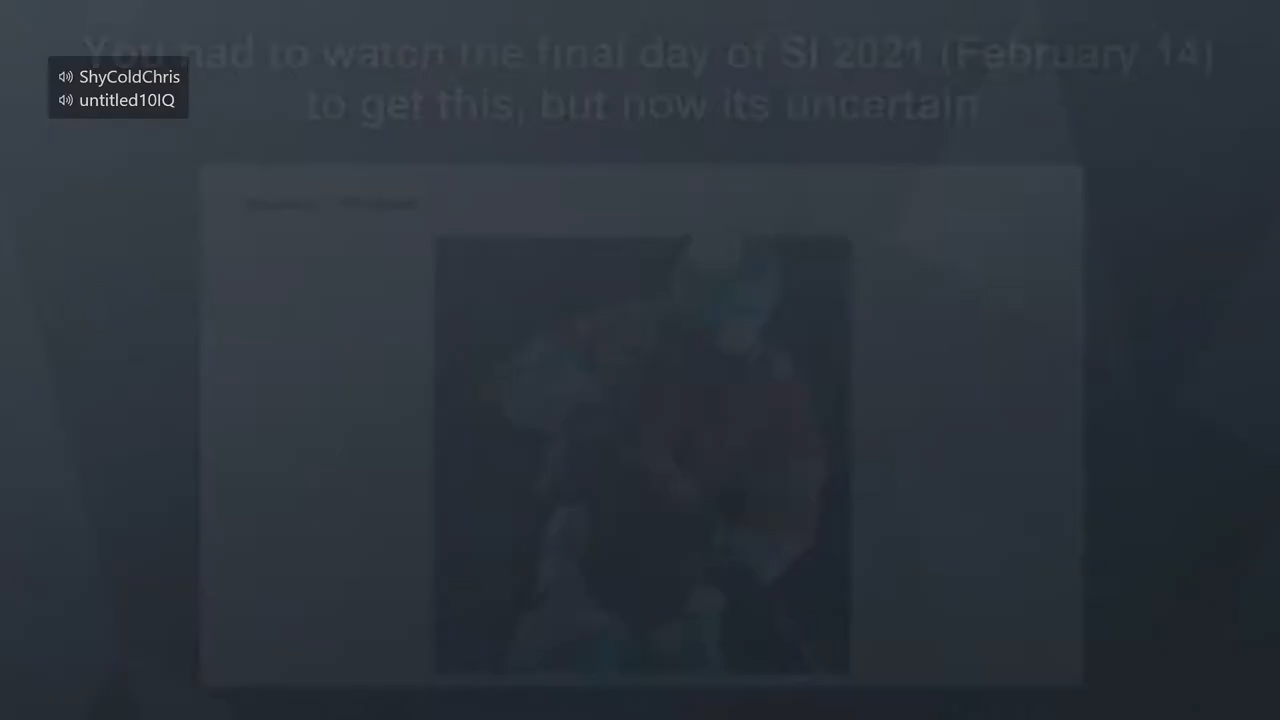 You had to watch the final day of SI 2021 (February 14)
to get this, but now its uncertain
ShyColdChris
untitled10IQ